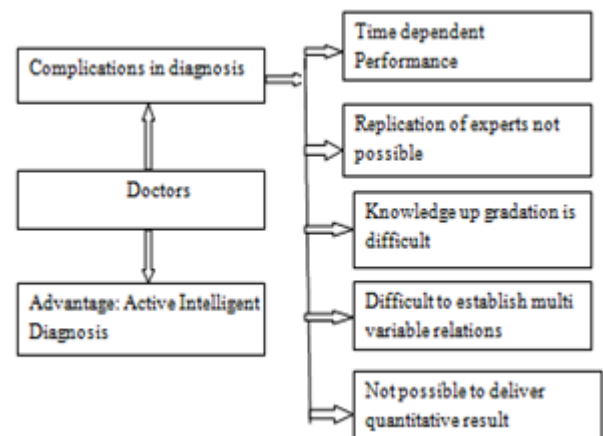 Complications in diagnosis
Doctors
Advantage: Active Intelligent
Diagnosis
Time dependent
Performance
Replication of experts not
possible
Knowledge up gradation is
difficult
Difficult to establish multi
variable relations
Not possible to deliver
quantitative result